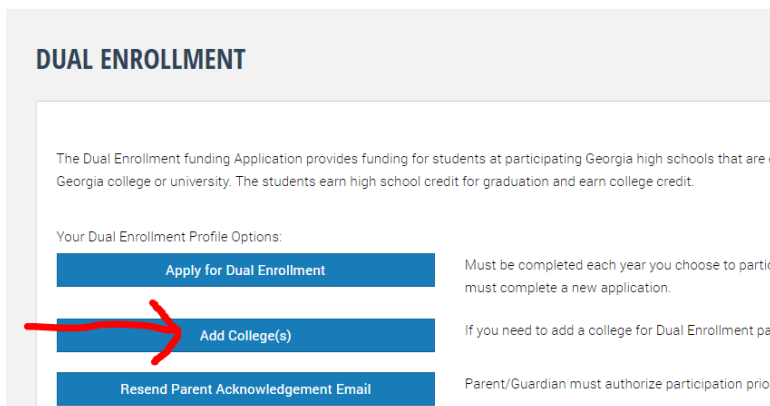 DUAL ENROLLMENT
The Dual Enrollment funding Application provides funding for students at participating Georgia high schools that are
Georgia college or university. The students earn high school credit for graduation and earn college credit.
Your Dual Enrollment Profile Options:
Apply for Dual Enrollment
Must be completed each year you choose to
must complete a new application.
Add College(s)
If you need to add a college for Dual Enrollment
Resend Parent Acknowledgement Email
Parent/Guardian must authorize participation